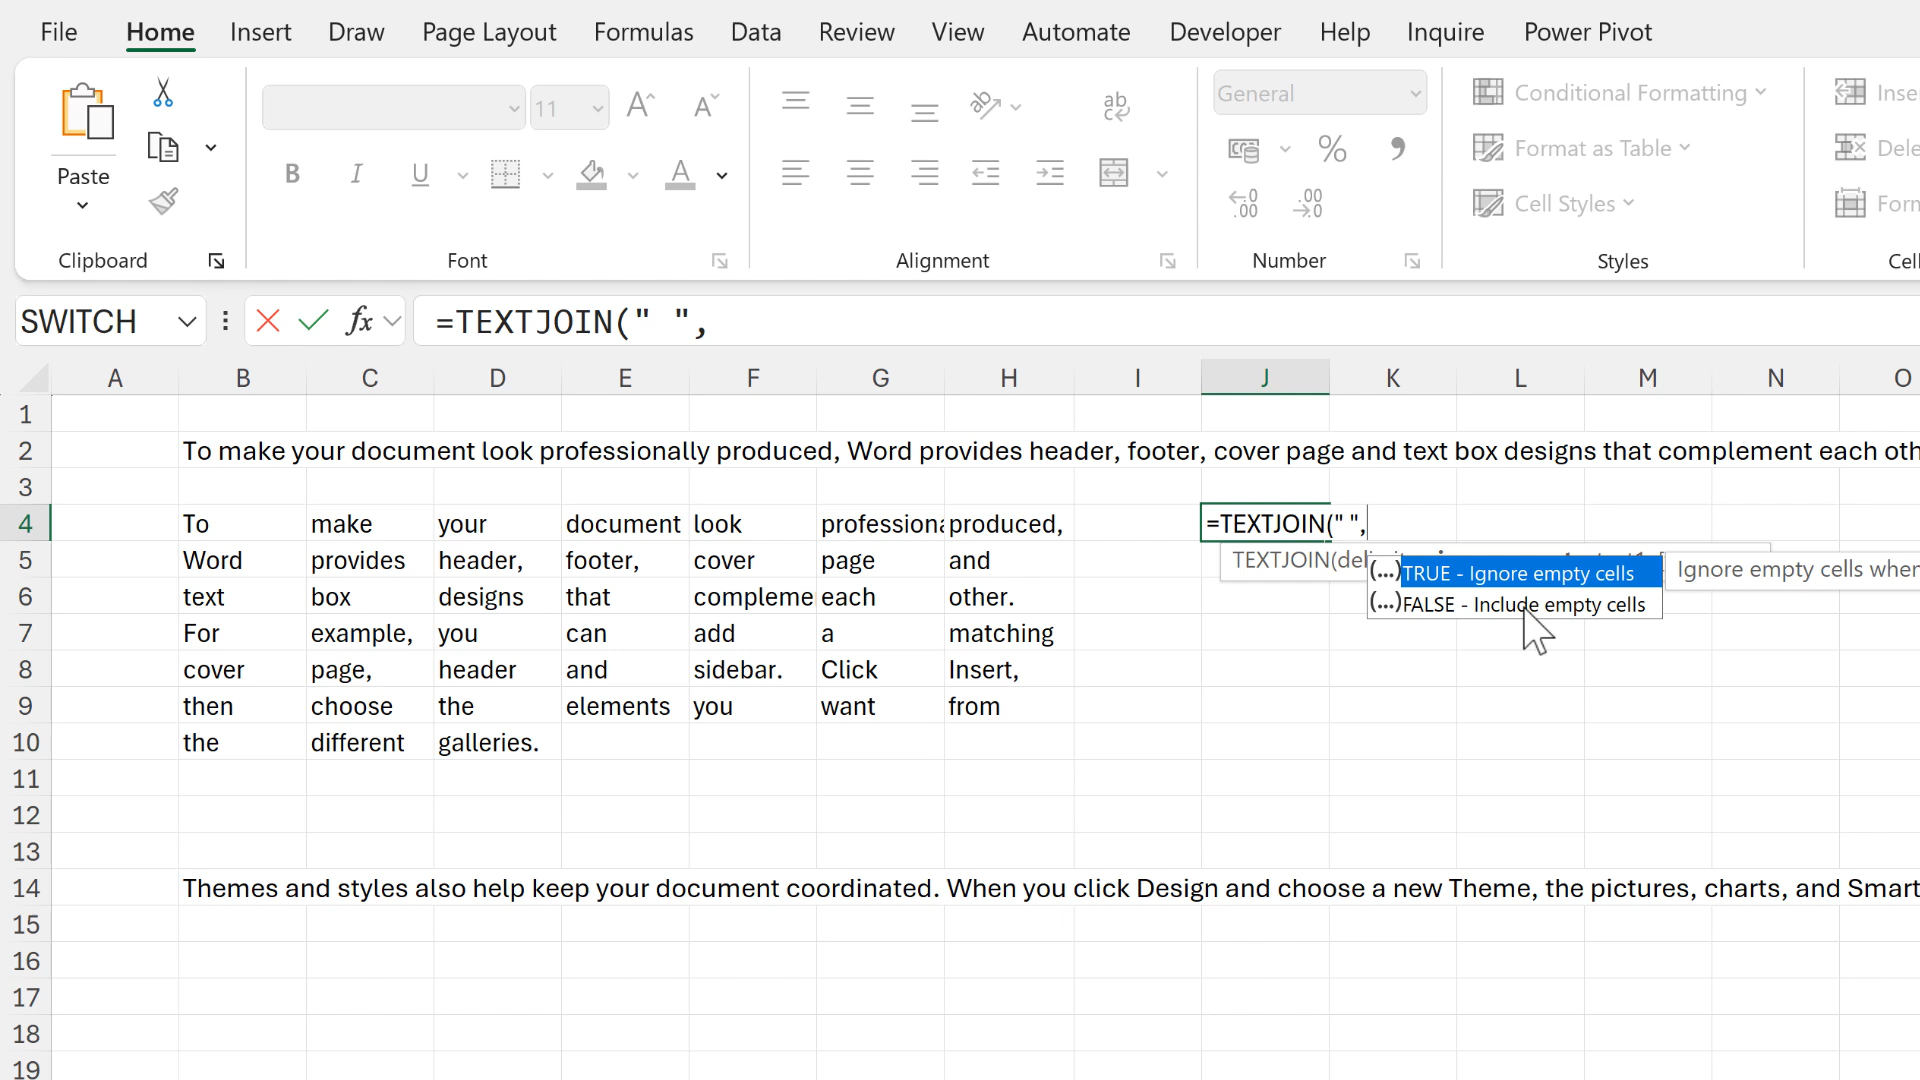 File Home Insert Draw Page Layout Formulas Data Review View Automate Developer Help Inquire Power Pivot
11 General Conditional Formatting
Paste Format as Table
Cell Styles
Clipboard Font Alignment Number Styles
SWITCH fx =TEXTJOIN(" ",
A B C D E F G H I J K L M N O
1
2 To make your document look professionally produced, Word provides header, footer, cover page and text box designs that complement each oth
3
4 To make your document look professiona produced, =TEXTJOIN(" ",
5 Word provides header, footer, cover page and TEXTJOIN(deli
TRUE - Ignore empty cells Ignore empty cells when
6 text box designs that compleme each other. FALSE - Include empty cells
7 For example, you can add a matching
8 cover page, header and sidebar. Click Insert,
9 then choose the elements you want from
10 the different galleries.
11
12
13
14 Themes and styles also help keep your document coordinated. When you click Design and choose a new Theme, the pictures, charts, and Smart
15
16
17
18
19